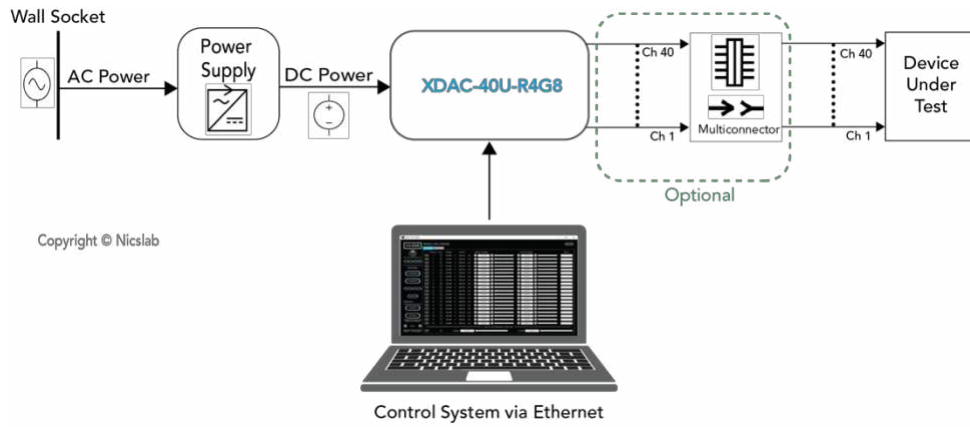 Wall Socket
AC Power
Power
Supply
DC Power
XDAC-40U-R4G8
Ch 40
Ch 1
Multiconnector
Optional
Ch 40
Ch 1
Device
Under
Test
Copyright © Nicslab
Control System via Ethernet